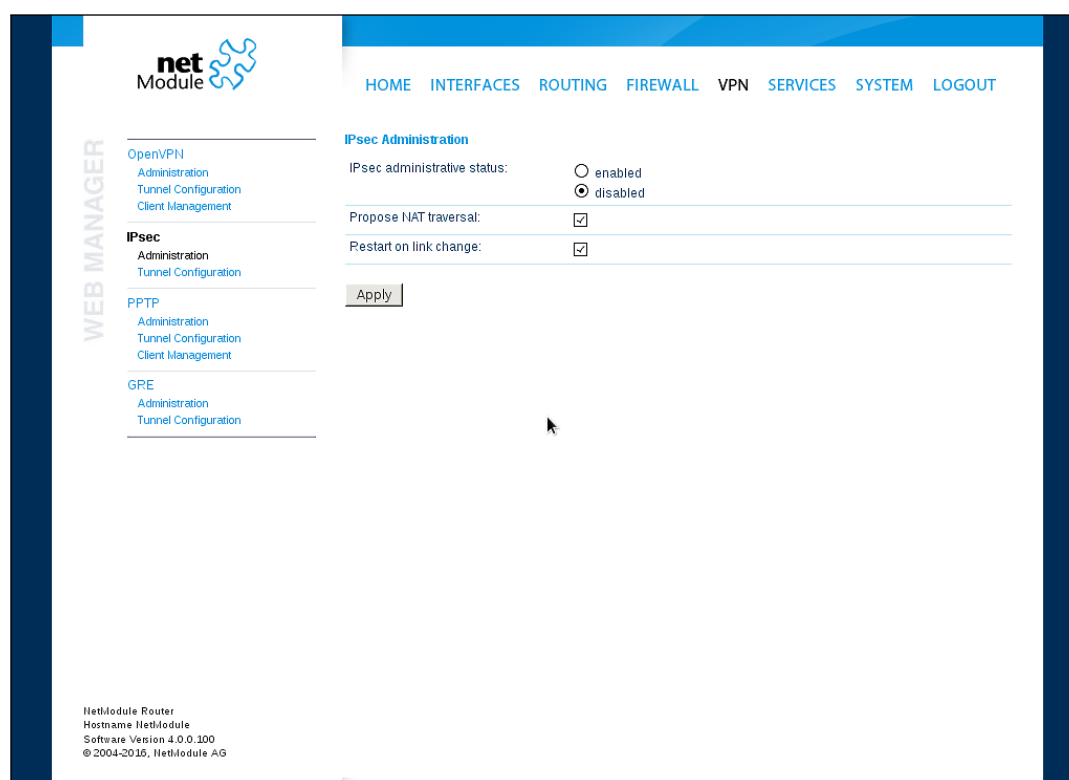 net
Module
HOME INTERFACES ROUTING FIREWALL VPN SERVICES SYSTEM LOGOUT
WEB MANAGER
OpenVPN
Administration
Tunnel Configuration
Client Management
IPsec
Administration
Tunnel Configuration
PPTP
Administration
Tunnel Configuration
Client Management
GRE
Administration
Tunnel Configuration
IPsec Administration
IPsec administrative status:
enabled
disabled
Propose NAT traversal:
Restart on link change:
Apply
NetModule Router
Hostname NetModule
Software Version 4.0.0.100
© 2004-2016, NetModule AG